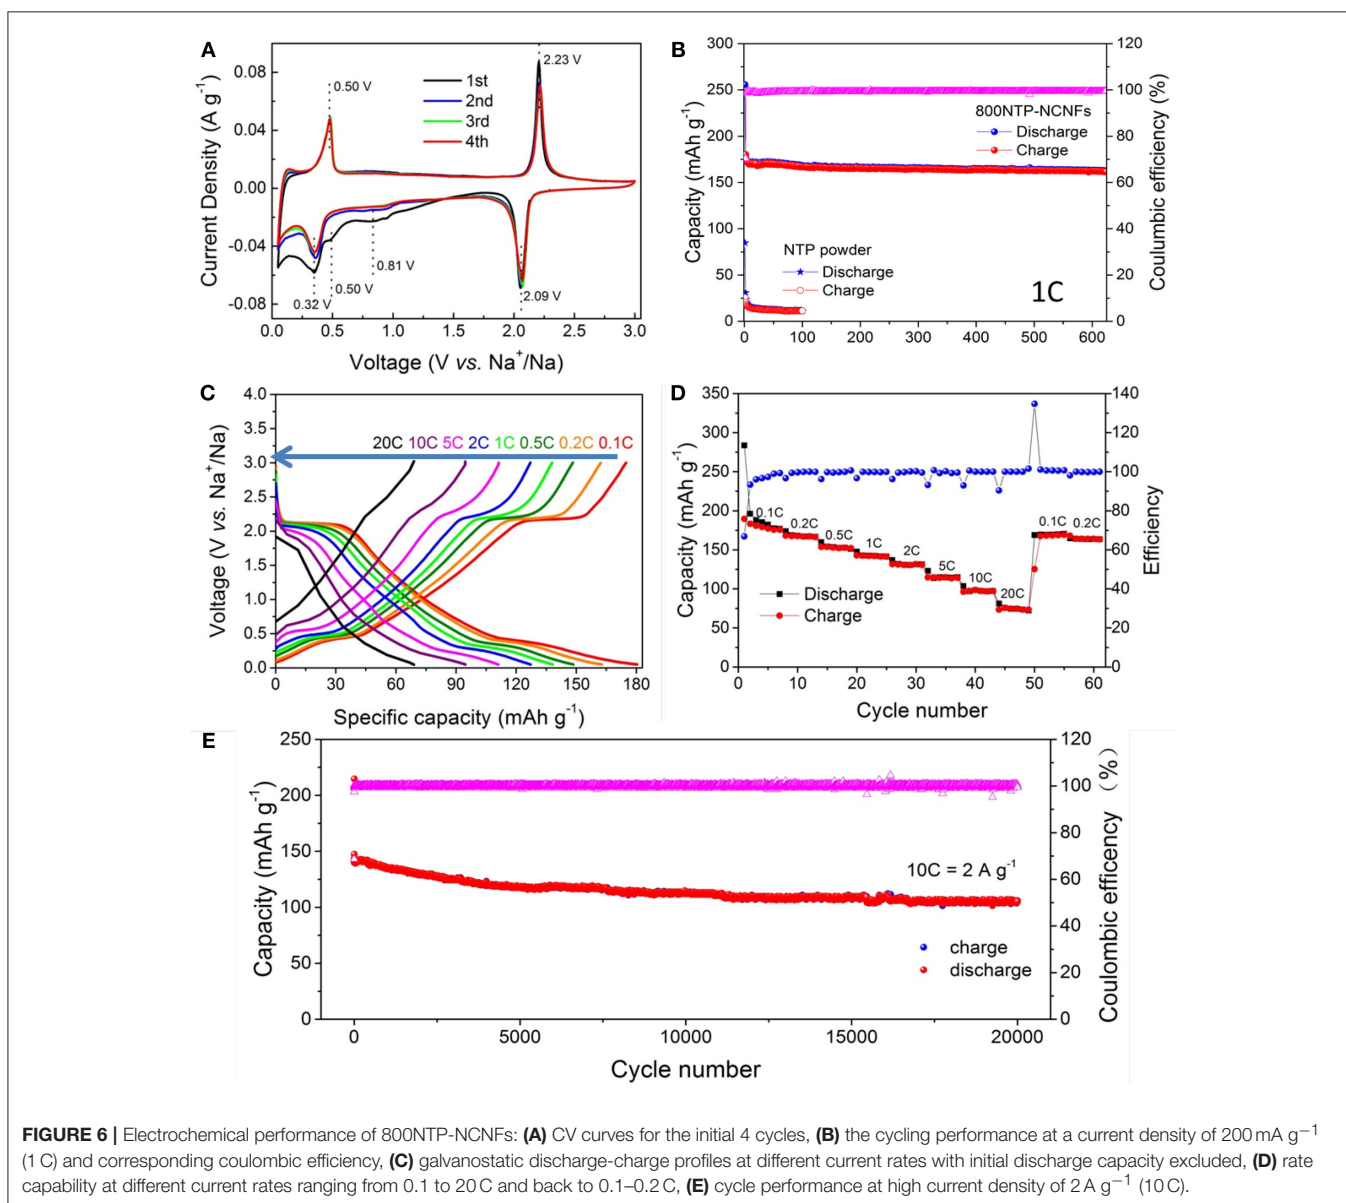 A
Current Density (A g⁻¹)
0.08
0.04
0.00
-0.04
-0.08
0.50 V
2.23 V
1st
2nd
3rd
4th
0.81 V
0.50 V
0.32 V
2.09 V
0.0 0.5 1.0 1.5 2.0 2.5 3.0
Voltage (V vs. Na⁺/Na)
B
Capacity (mAh g⁻¹)
300
250
200
150
100
50
0
800NTP-NCNFs
Discharge
Charge
NTP powder
Discharge
Charge
1C
0 100 200 300 400 500 600
120
100
80
60
40
20
0
Coulumbic efficiency (%)
C
Voltage (V vs. Na⁺/Na)
4.0
3.5
3.0
2.5
2.0
1.5
1.0
0.5
0.0
20C 10C 5C 2C 1C 0.5C 0.2C 0.1C
0 30 60 90 120 150 180
Specific capacity (mAh g⁻¹)
D
Capacity (mAh g⁻¹)
350
300
250
200
150
100
50
0
0.1C
0.2C
0.5C
1C
2C
5C
10C
20C
0.1C 0.2C
Discharge
Charge
0 10 20 30 40 50 60
Cycle number
140
120
100
80
60
40
20
0
Efficiency
E
Capacity (mAh g⁻¹)
250
200
150
100
50
0
10C = 2 A g⁻¹
charge
discharge
0 5000 10000 15000 20000
Cycle number
120
100
80
60
40
20
0
Coulombic efficency (%)
FIGURE 6 | Electrochemical performance of 800NTP-NCNFs: (A) CV curves for the initial 4 cycles, (B) the cycling performance at a current density of 200 mA g⁻¹
(1 C) and corresponding coulombic efficiency, (C) galvanostatic discharge-charge profiles at different current rates with initial discharge capacity excluded, (D) rate
capability at different current rates ranging from 0.1 to 20 C and back to 0.1–0.2 C, (E) cycle performance at high current density of 2 A g⁻¹ (10 C).